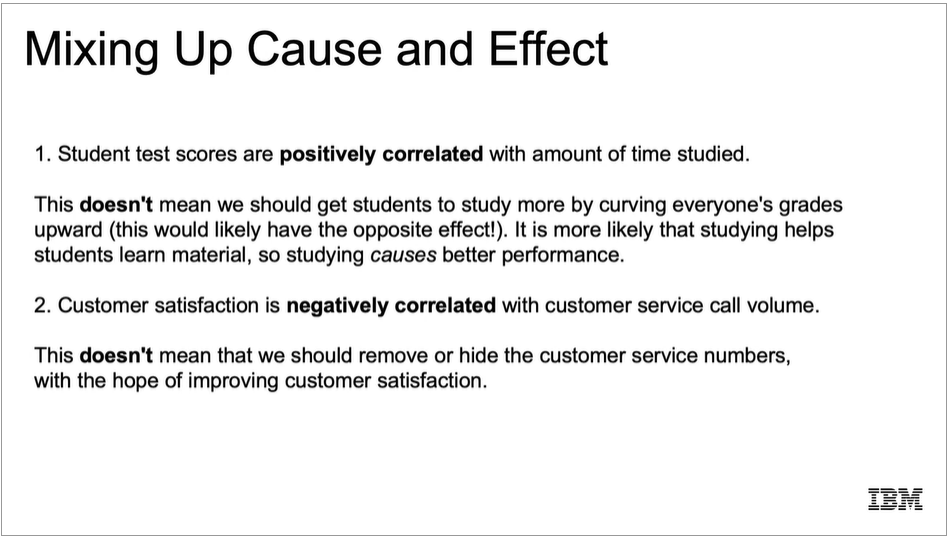 Mixing Up Cause and Effect
1. Student test scores are positively correlated with amount of time studied.
This doesn't mean we should get students to study more by curving everyone's grades
upward (this would likely have the opposite effect!). It is more likely that studying helps
students learn material, so studying causes better performance.
2. Customer satisfaction is negatively correlated with customer service call volume.
This doesn't mean that we should remove or hide the customer service numbers,
with the hope of improving customer satisfaction.
IBM